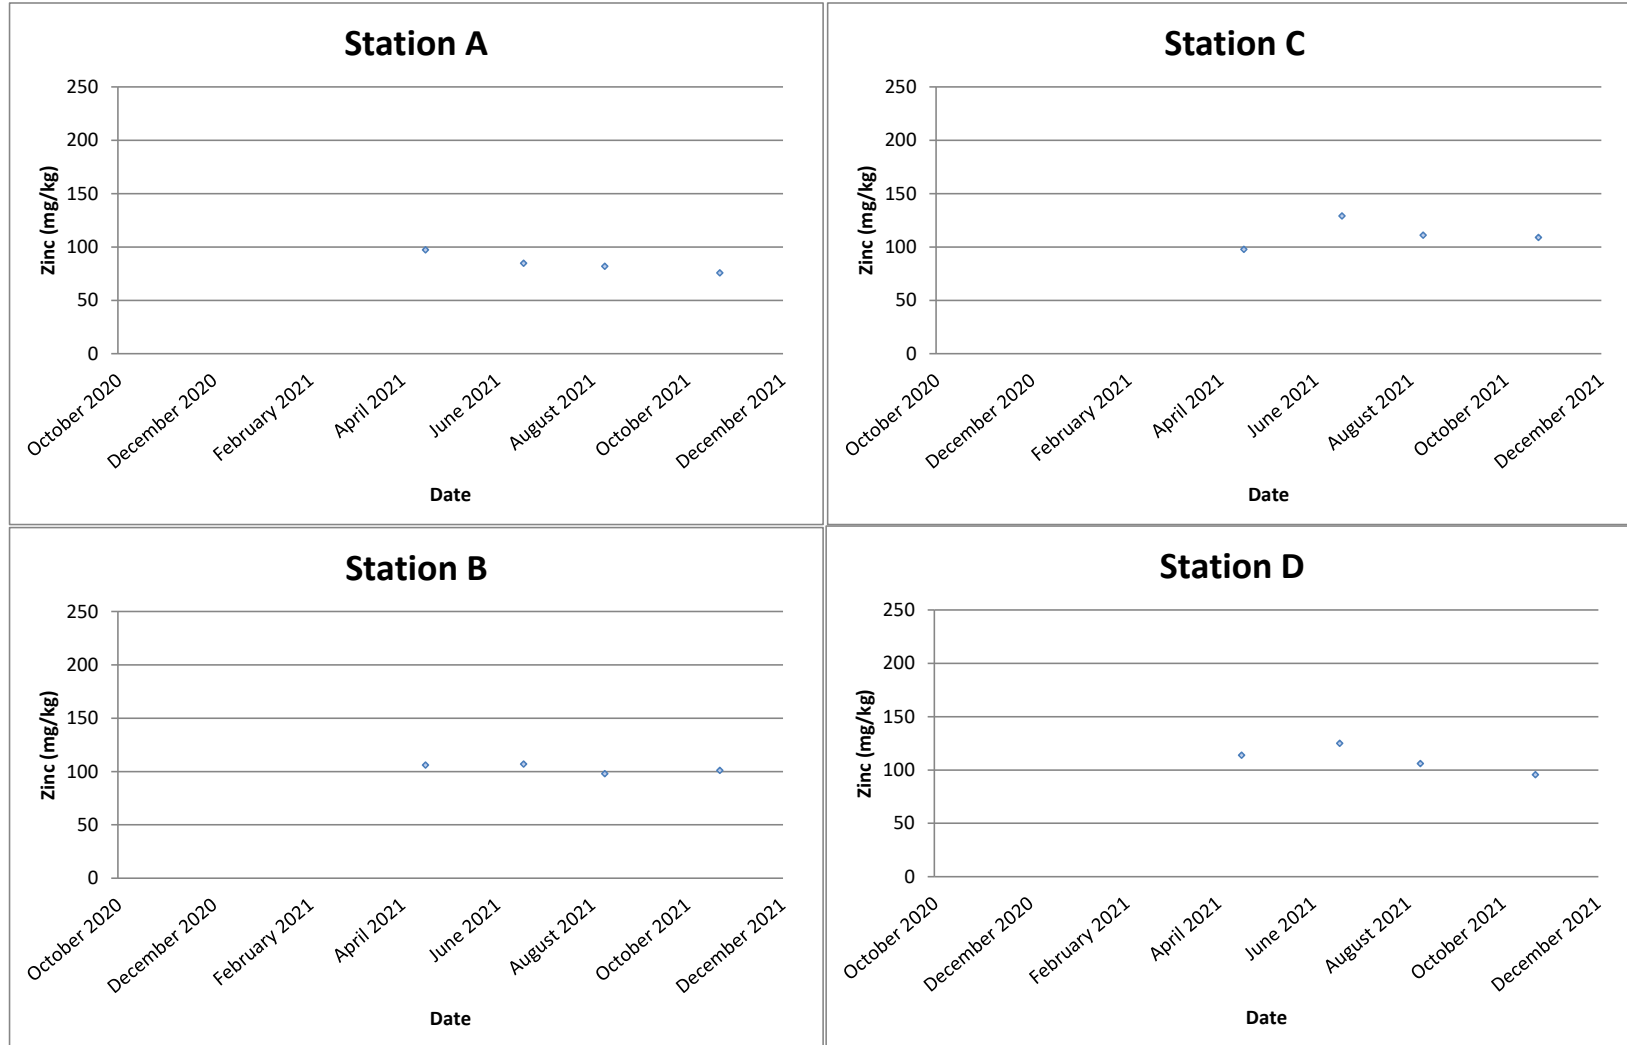 Station A
250
200
150
100
50
0
Zinc (mg/kg)
October 2020
December 2020
February 2021
April 2021
June 2021
August 2021
October 2021
December 2021
Date
Station C
250
200
150
100
50
0
Zinc (mg/kg)
October 2020
December 2020
February 2021
April 2021
June 2021
August 2021
October 2021
December 2021
Date
Station B
250
200
150
100
50
0
Zinc (mg/kg)
October 2020
December 2020
February 2021
April 2021
June 2021
August 2021
October 2021
December 2021
Date
Station D
250
200
150
100
50
0
Zinc (mg/kg)
October 2020
December 2020
February 2021
April 2021
June 2021
August 2021
October 2021
December 2021
Date